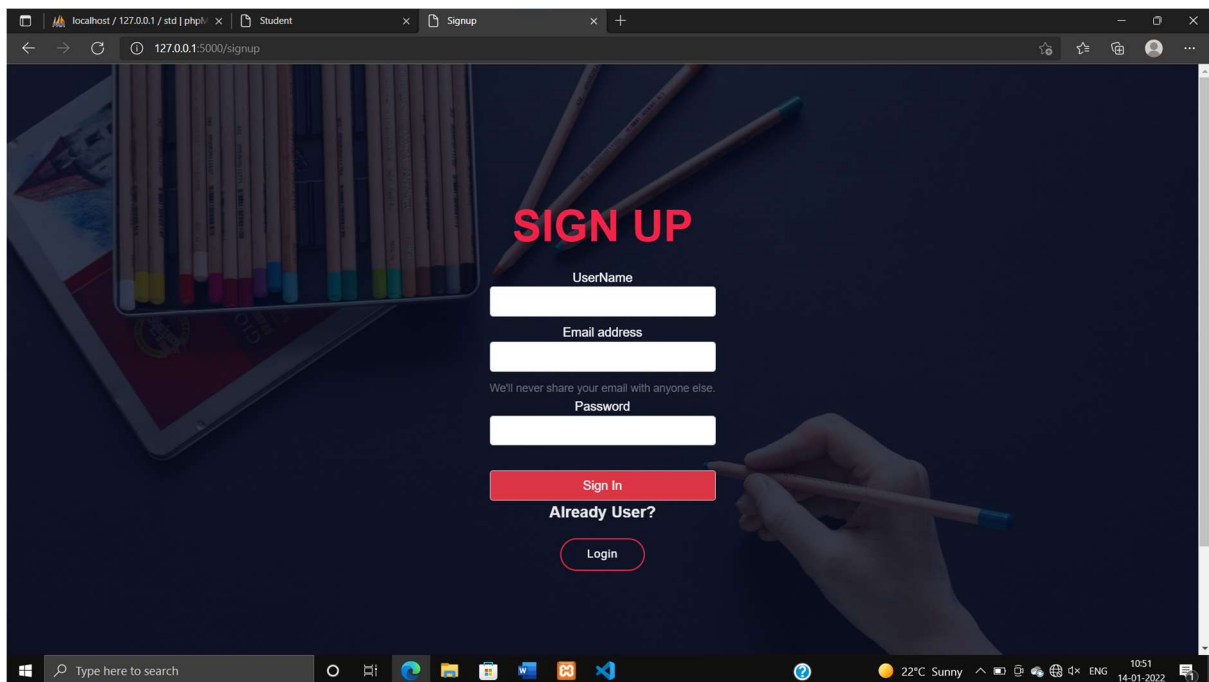 localhost / 127.0.0.1 / std | phpM
Student
Signup
127.0.0.1:5000/signup
SIGN UP
UserName
Email address
We'll never share your email with anyone else.
Password
Sign In
Already User?
Login
Type here to search
22°C Sunny
ENG
10:51
14-01-2022